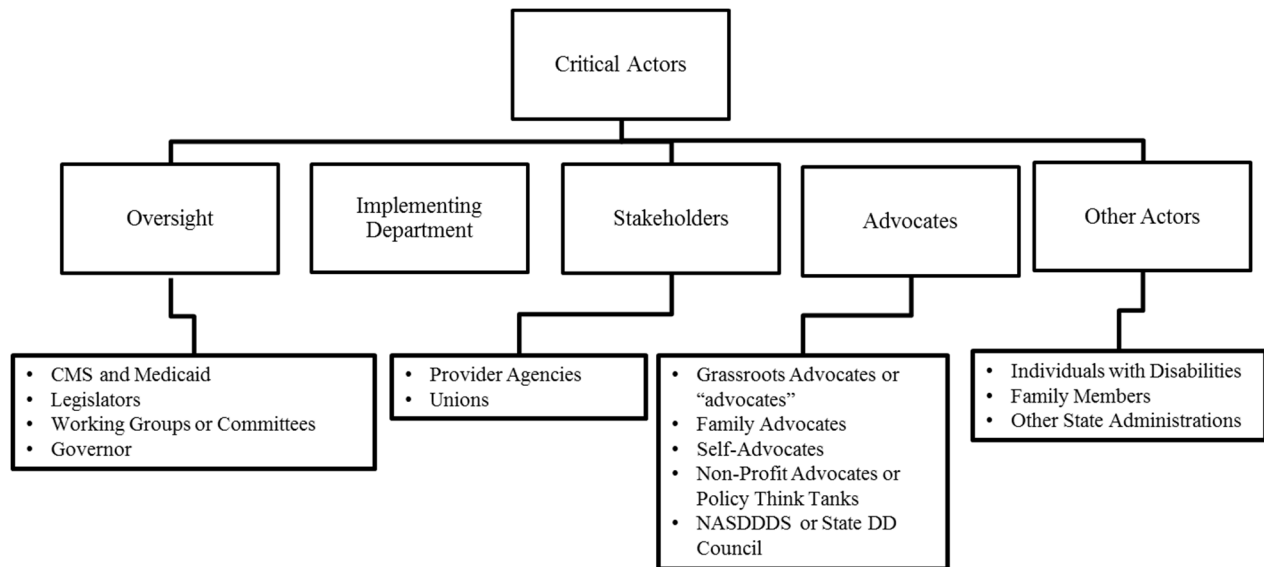 Critical Actors
Oversight
Implementing
Department
Stakeholders
Advocates
Other Actors
• CMS and Medicaid
• Legislators
• Working Groups or Committees
• Governor
• Provider Agencies
• Unions
• Grassroots Advocates or
“advocates”
• Family Advocates
• Self-Advocates
• Non-Profit Advocates or
Policy Think Tanks
• NASDDDS or State DD
Council
• Individuals with Disabilities
• Family Members
• Other State Administrations